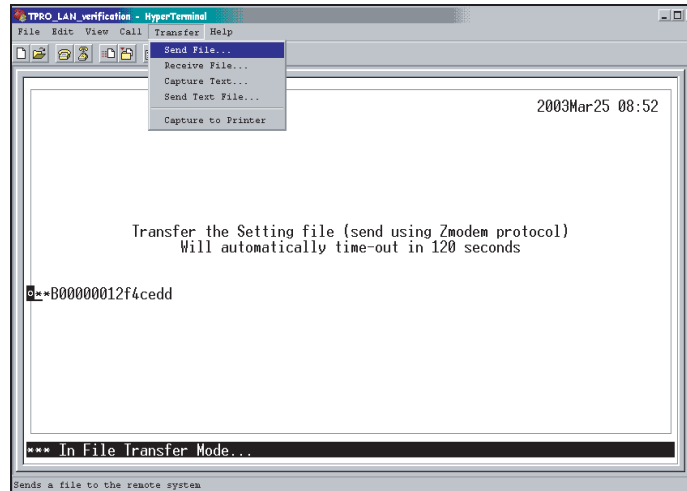 TPRO_LAN_verification - HyperTerminal
File Edit View Call Transfer Help
Send File...
Receive File...
Capture Text...
Send Text File...
Capture to Printer
2003Mar25 08:52
Transfer the Setting file (send using Zmodem protocol)
Will automatically time-out in 120 seconds
**B00000012f4cedd
*** In File Transfer Mode...
Sends a file to the remote system